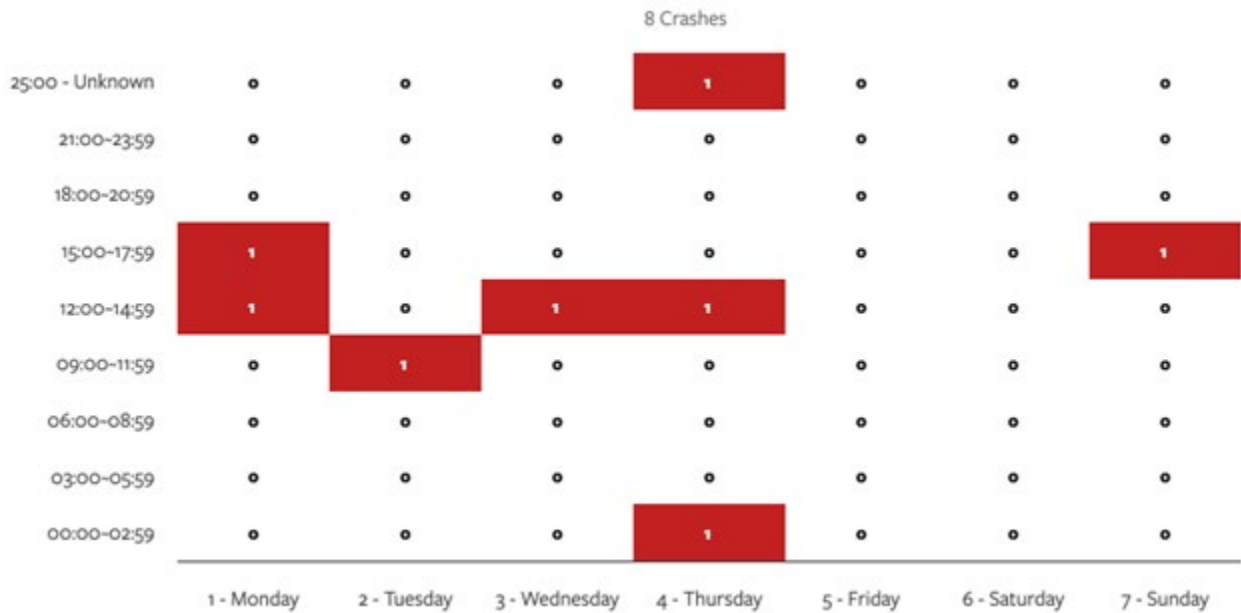 8 Crashes
25:00 - Unknown 0 0 0 1 0 0 0
21:00~23:59 0 0 0 0 0 0 0
18:00~20:59 0 0 0 0 0 0 0
15:00~17:59 1 0 0 0 0 0 1
12:00~14:59 1 0 1 1 0 0 0
09:00~11:59 0 1 0 0 0 0 0
06:00~08:59 0 0 0 0 0 0 0
03:00~05:59 0 0 0 0 0 0 0
00:00~02:59 0 0 0 1 0 0 0
1 - Monday 2 - Tuesday 3 - Wednesday 4 - Thursday 5 - Friday 6 - Saturday 7 - Sunday